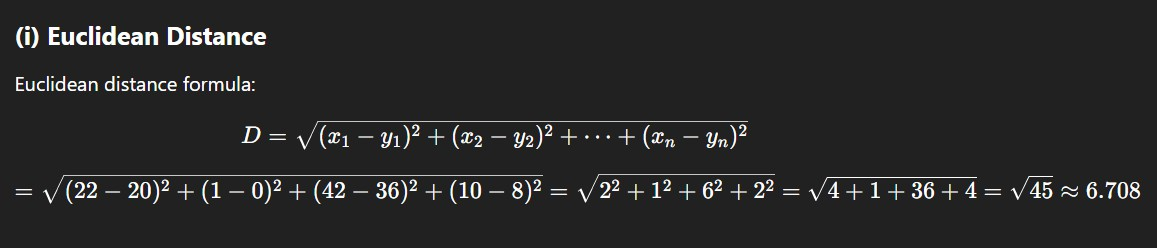 (i) Euclidean Distance
Euclidean distance formula:
D = √((x₁ − y₁)² + (x₂ − y₂)² + ⋯ + (xₙ − yₙ)²)
= √((22 − 20)² + (1 − 0)² + (42 − 36)² + (10 − 8)²) = √(2² + 1² + 6² + 2²) = √(4 + 1 + 36 + 4) = √45 ≈ 6.708